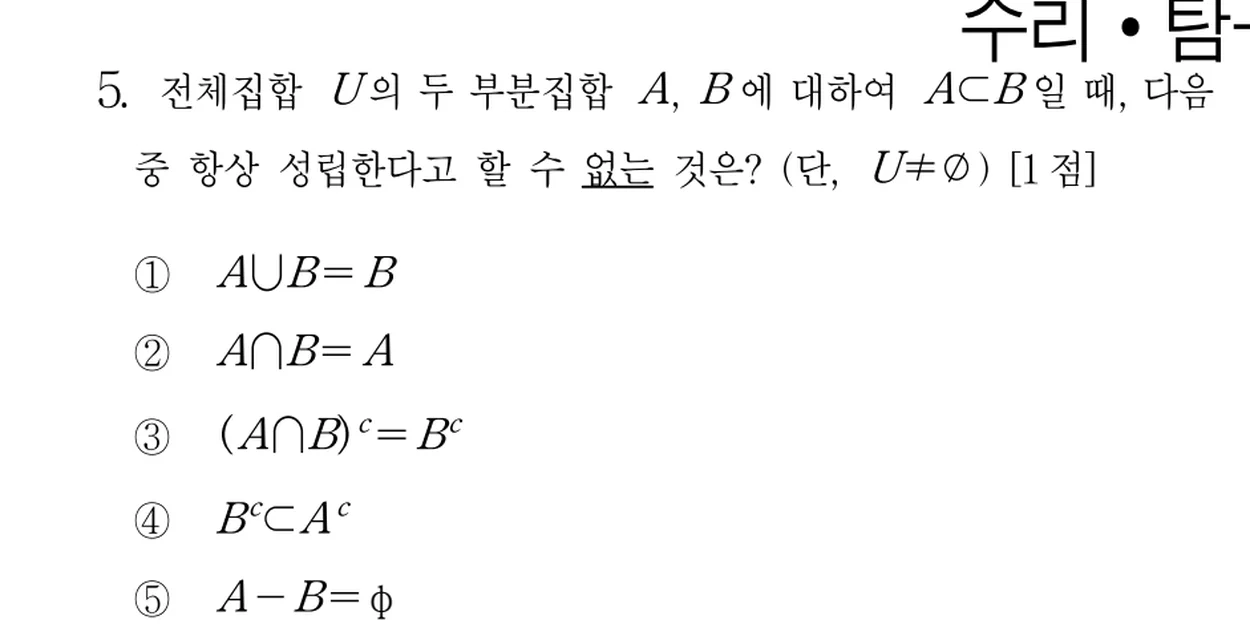 수리 • 탐
5. 전체집합 U의 두 부분집합 A, B에 대하여 A⊂B일 때, 다음
중 항상 성립한다고 할 수 없는 것은? (단, U≠∅) [1 점]
① A∪B=B
② A∩B=A
③ (A∩B)ᶜ=Bᶜ
④ Bᶜ⊂Aᶜ
⑤ A−B=φ